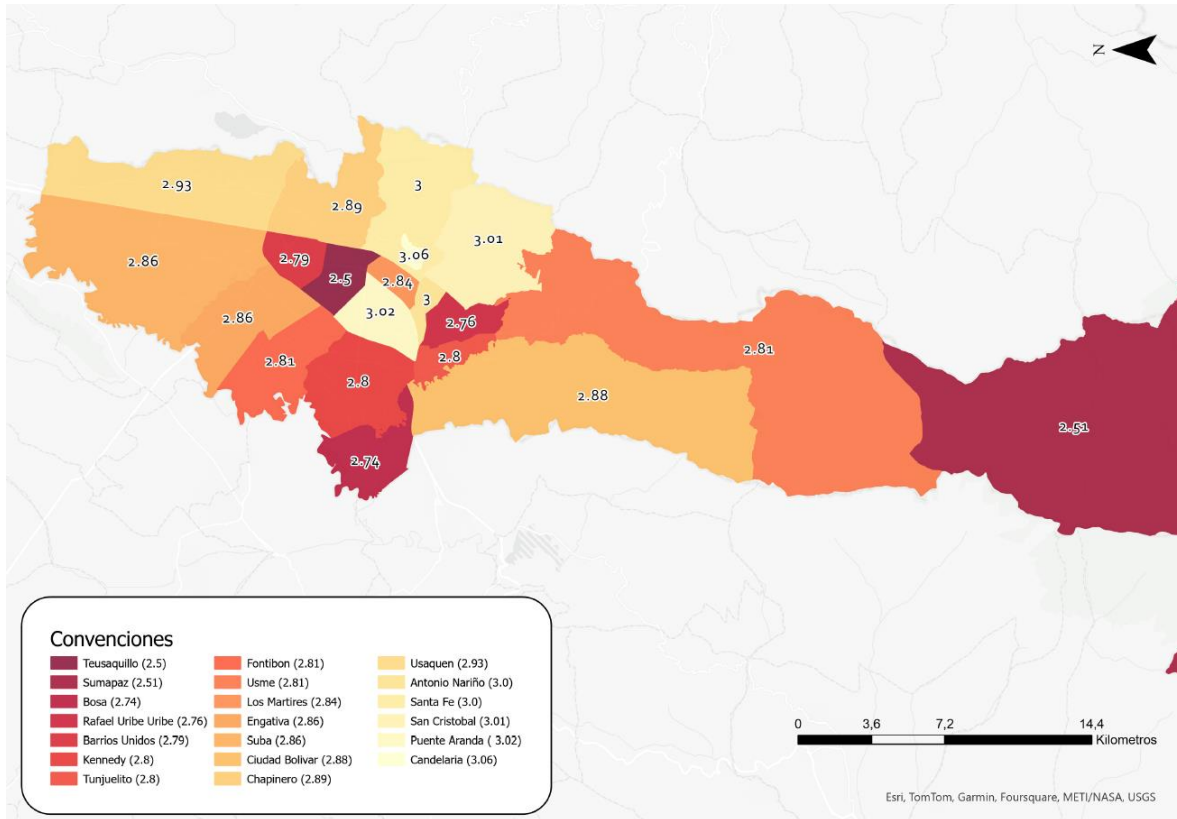 N
2.93
3
2.89
3.01
3.06
2.86
2.79
2.5
2.84
3
3.02
2.86
2.76
2.81
2.8
2.81
2.8
2.88
2.51
2.74
Convenciones
Teusaquillo (2.5)
Sumapaz (2.51)
Bosa (2.74)
Rafael Uribe Uribe (2.76)
Barrios Unidos (2.79)
Kennedy (2.8)
Tunjuelito (2.8)
Fontibon (2.81)
Usme (2.81)
Los Martires (2.84)
Engativa (2.86)
Suba (2.86)
Ciudad Bolivar (2.88)
Chapinero (2.89)
Usaquen (2.93)
Antonio Nariño (3.0)
Santa Fe (3.0)
San Cristobal (3.01)
Puente Aranda ( 3.02)
Candelaria (3.06)
0 3,6 7,2 14,4
Kilometros
Esri, TomTom, Garmin, Foursquare, METI/NASA, USGS